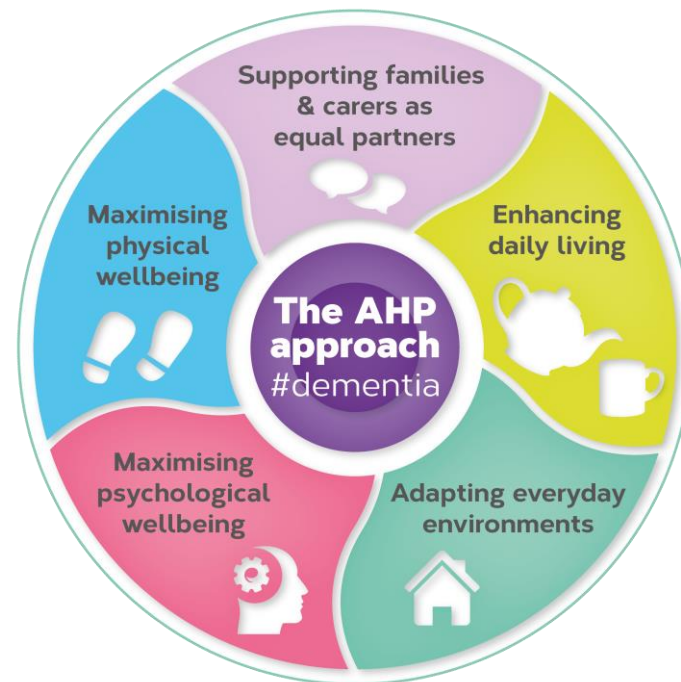 Supporting families
& carers as
equal partners
Enhancing
daily living
Adapting everyday
environments
Maximising
psychological
wellbeing
Maximising
physical
wellbeing
The AHP
approach
#dementia